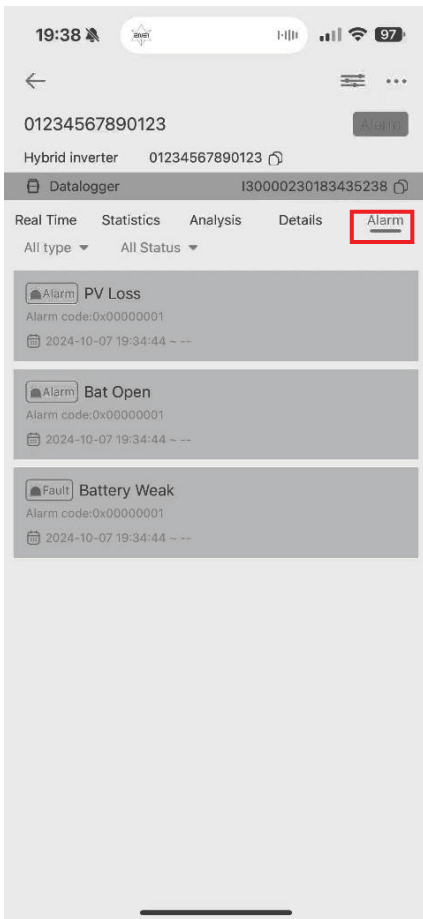 19:38 97
01234567890123 Alarm
Hybrid inverter 01234567890123
Datalogger I30000230183435238
Real Time Statistics Analysis Details Alarm
All type All Status
Alarm PV Loss
Alarm code:0x00000001
2024-10-07 19:34:44 ~ --
Alarm Bat Open
Alarm code:0x00000001
2024-10-07 19:34:44 ~ --
Fault Battery Weak
Alarm code:0x00000001
2024-10-07 19:34:44 ~ --